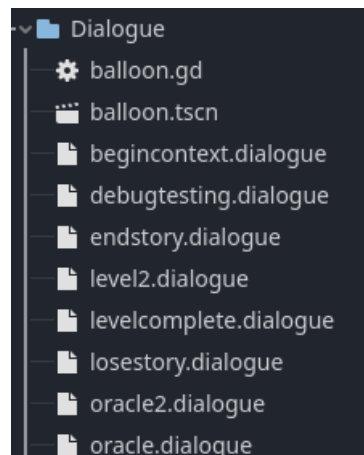 Dialogue
balloon.gd
balloon.tscn
begincontext.dialogue
debugtesting.dialogue
endstory.dialogue
level2.dialogue
levelcomplete.dialogue
losestory.dialogue
oracle2.dialogue
oracle.dialogue